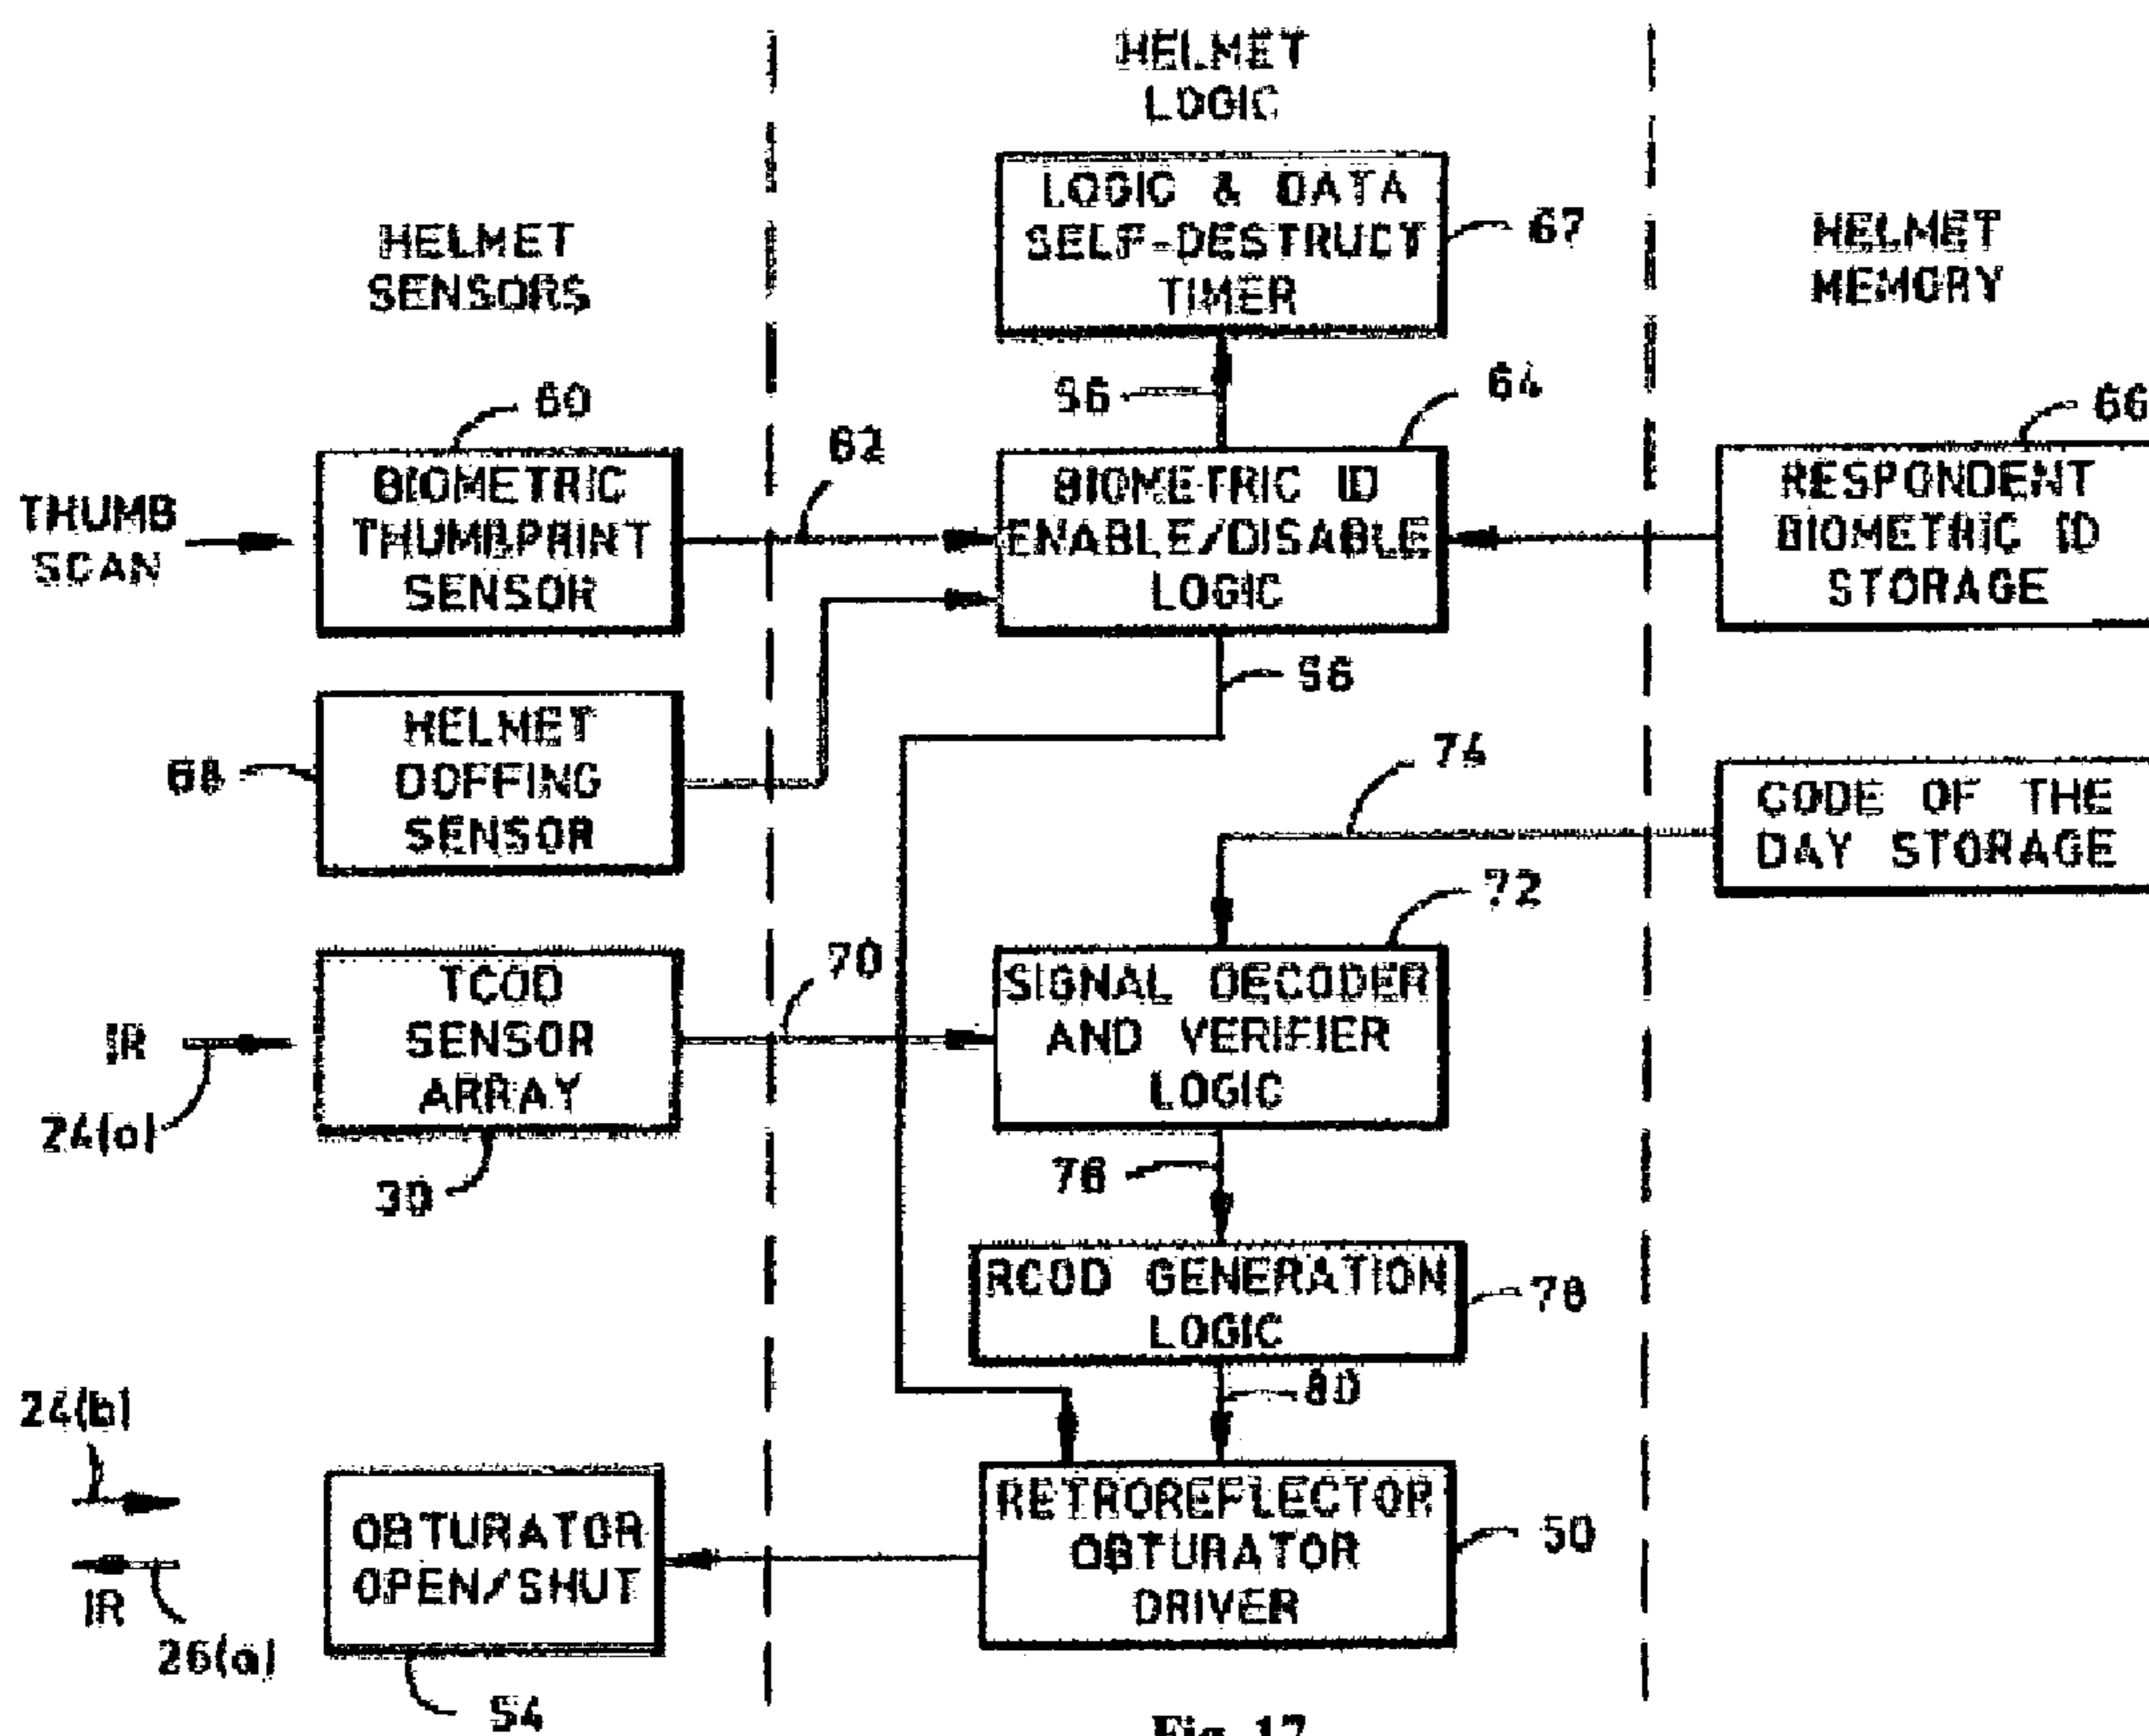 HELMET
LOGIC
LOGIC & DATA
SELF-DESTRUCT
TIMER
67
HELMET
SENSORS
HELMET
MEMORY
56
64
60
62
66
THUMB
SCAN
BIOMETRIC
THUMBPRINT
SENSOR
BIOMETRIC ID
ENABLE/DISABLE
LOGIC
RESPONDENT
BIOMETRIC ID
STORAGE
56
68
HELMET
DOFFING
SENSOR
74
CODE OF THE
DAY STORAGE
72
70
IR
24(a)
TCOD
SENSOR
ARRAY
30
SIGNAL DECODER
AND VERIFIER
LOGIC
76
RCOD GENERATION
LOGIC
78
80
24(b)
IR
26(a)
OBTURATOR
OPEN/SHUT
54
RETROREFLECTOR
OBTURATOR
DRIVER
50
Fig. 17